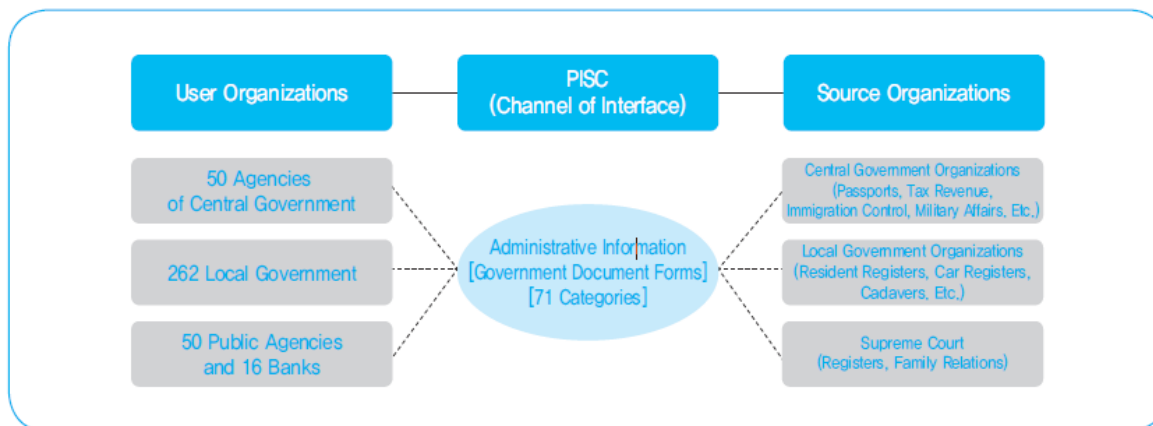 User Organizations
PISC
(Channel of Interface)
Source Organizations
50 Agencies
of Central Government
262 Local Government
50 Public Agencies
and 16 Banks
Administrative Information
[Government Document Forms]
[71 Categories]
Central Government Organizations
(Passports, Tax Revenue,
Immigration Control, Military Affairs, Etc.)
Local Government Organizations
(Resident Registers, Car Registers,
Cadavers, Etc.)
Supreme Court
(Registers, Family Relations)